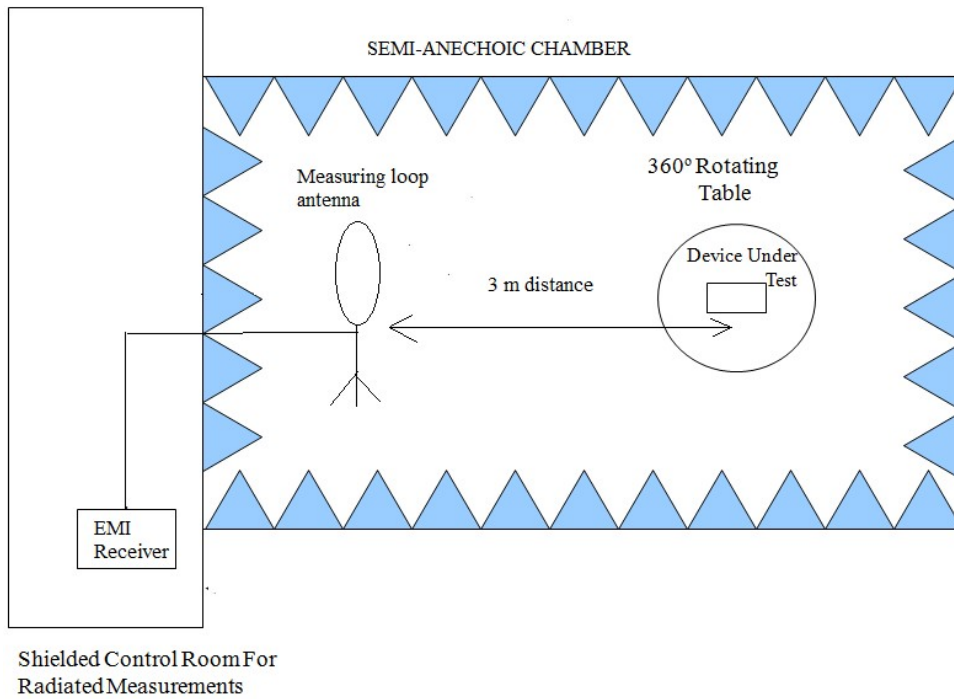 SEMI-ANECHOIC CHAMBER
360º Rotating
Table
Measuring loop
antenna
Device Under
Test
3 m distance
EMI
Receiver
Shielded Control Room For
Radiated Measurements